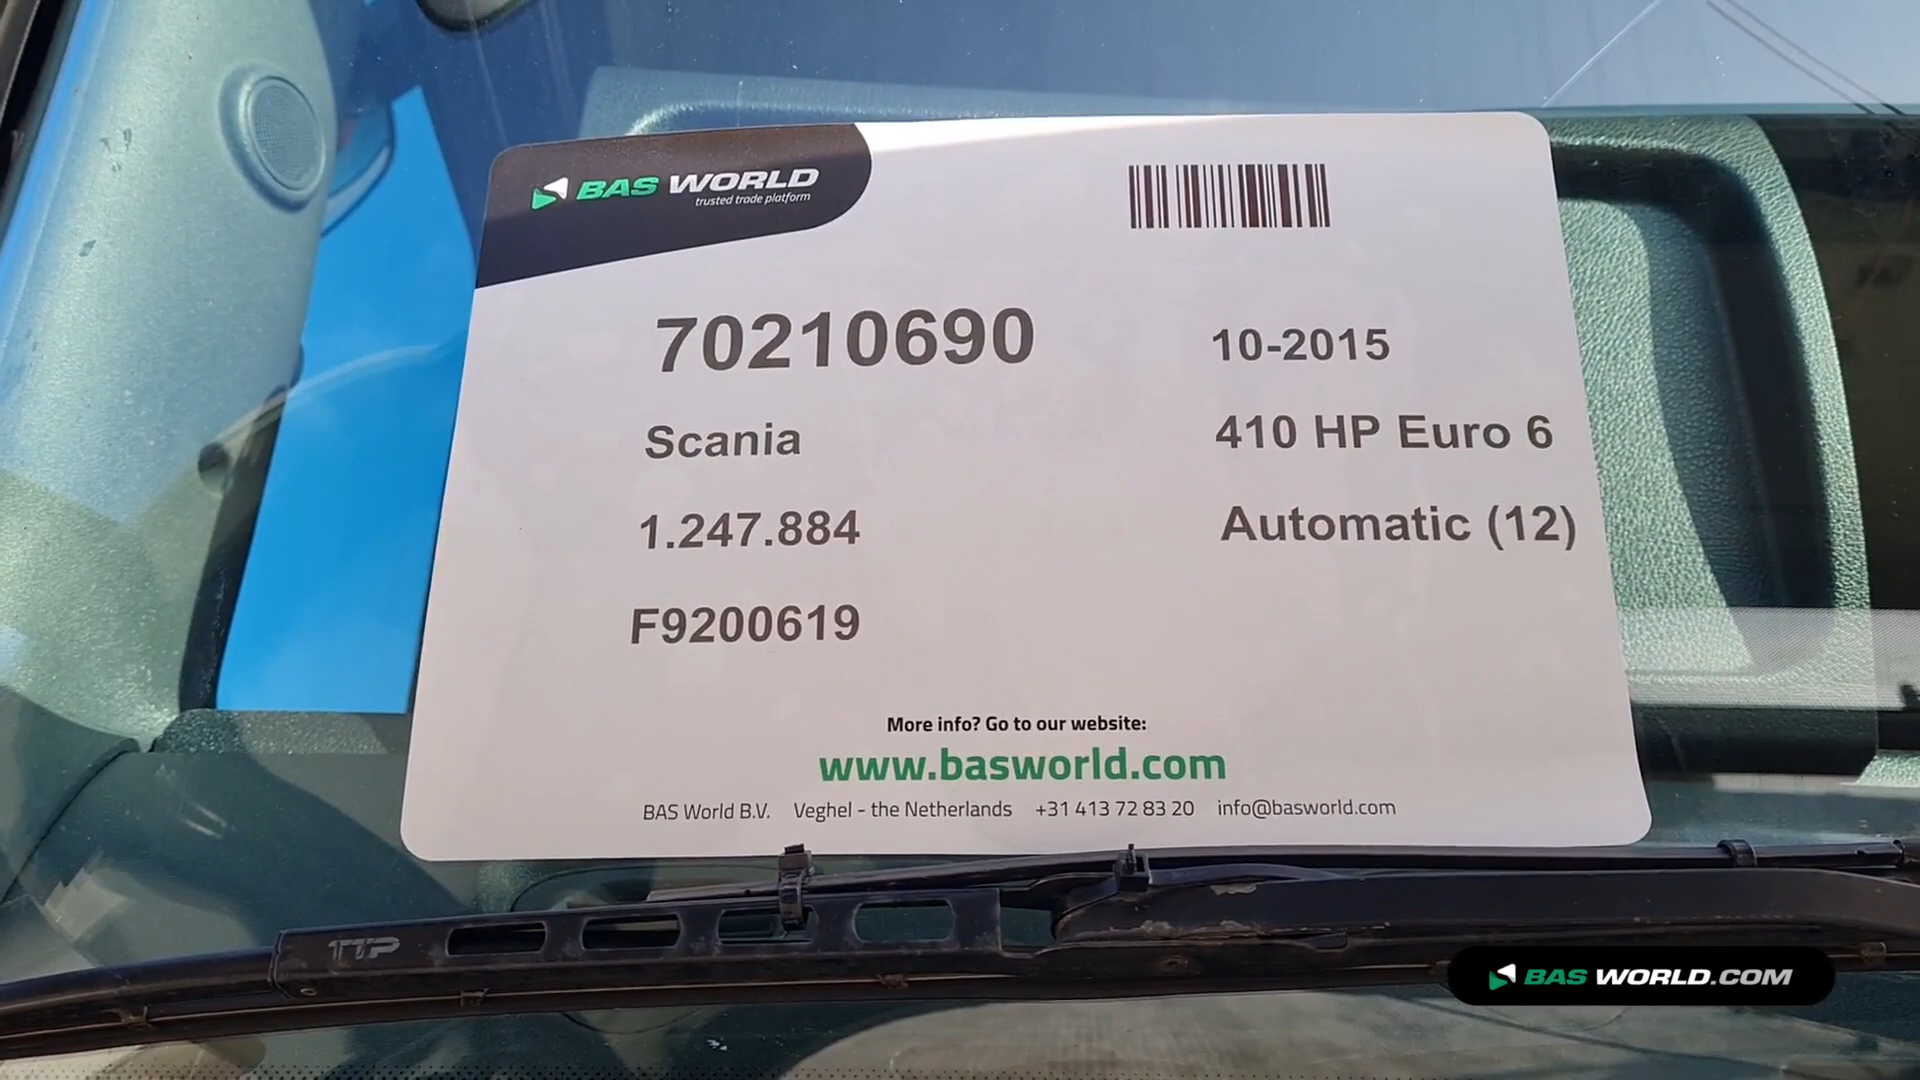 BAS WORLD
trusted trade platform
70210690
10-2015
Scania
410 HP Euro 6
1.247.884
Automatic (12)
F9200619
More info? Go to our website:
www.basworld.com
BAS World B.V. Veghel - the Netherlands +31 413 72 83 20 info@basworld.com
TTP
BAS WORLD.COM